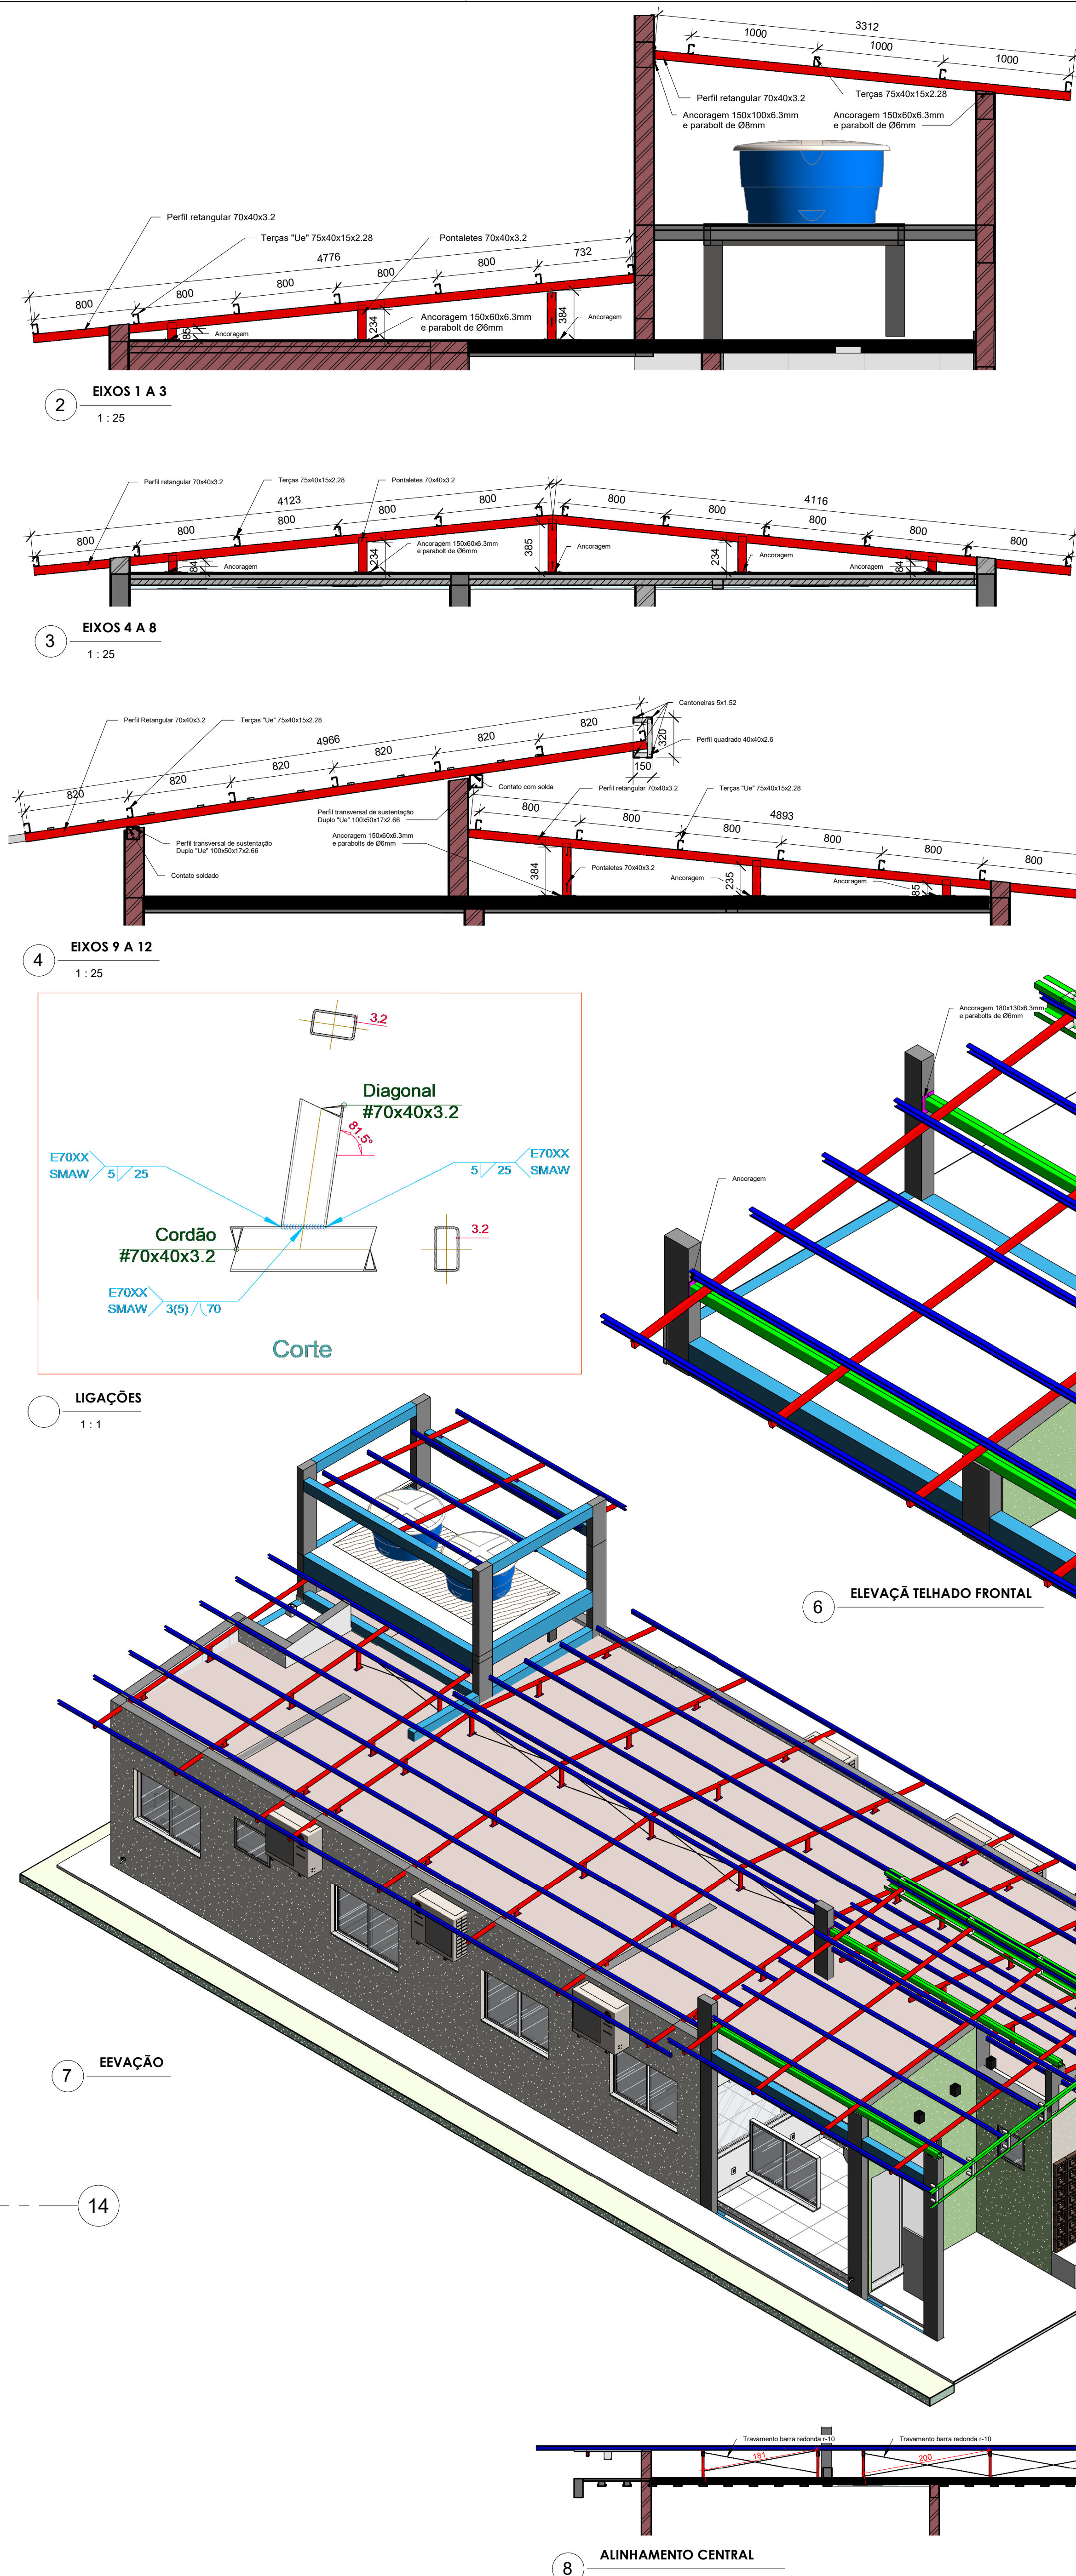 3312
1000
1000
1000
Perfil retangular 70x40x3.2
Terças 75x40x15x2.28
Ancoragem 150x100x6.3mm
e parabolt de Ø8mm
Ancoragem 150x60x6.3mm
e parabolt de Ø6mm
Perfil retangular 70x40x3.2
Terças "Ue" 75x40x15x2.28
Pontaletes 70x40x3.2
4776
800
800
800
800
800
732
85
Ancoragem
234
Ancoragem 150x60x6.3mm
e parabolt de Ø6mm
384
Ancoragem
2
EIXOS 1 A 3
1 : 25
Perfil retangular 70x40x3.2
Terças 75x40x15x2.28
Pontaletes 70x40x3.2
4123
4116
800
800
800
800
800
800
800
800
800
800
84
Ancoragem
234
Ancoragem 150x60x6.3mm
e parabolt de Ø6mm
385
Ancoragem
234
Ancoragem
Ancoragem
84
3
EIXOS 4 A 8
1 : 25
Perfil Retangular 70x40x3.2
Terças "Ue" 75x40x15x2.28
Cantoneiras 5x1.52
4966
820
820
820
820
820
820
320
Perfil quadrado 40x40x2.6
150
Contato com solda
Perfil retangular 70x40x3.2
Terças "Ue" 75x40x15x2.28
Perfil transversal de sustentação
Duplo "Ue" 100x50x17x2.66
4893
800
800
800
800
800
800
Ancoragem 150x60x6.3mm
e parabolts de Ø6mm
Perfil transversal de sustentação
Duplo "Ue" 100x50x17x2.66
Contato soldado
384
Pontaletes 70x40x3.2
Ancoragem
235
Ancoragem
85
4
EIXOS 9 A 12
1 : 25
3.2
Diagonal
#70x40x3.2
81.5°
E70XX
SMAW
5
25
5
25
E70XX
SMAW
Cordão
#70x40x3.2
3.2
E70XX
SMAW
3(5)
70
Corte
LIGAÇÕES
1 : 1
Ancoragem 180x130x6.3mm
e parabolts de Ø6mm
Ancoragem
6
ELEVAÇÃ TELHADO FRONTAL
7
EEVAÇÃO
14
Travamento barra redonda r-10
Travamento barra redonda r-10
181
200
8
ALINHAMENTO CENTRAL